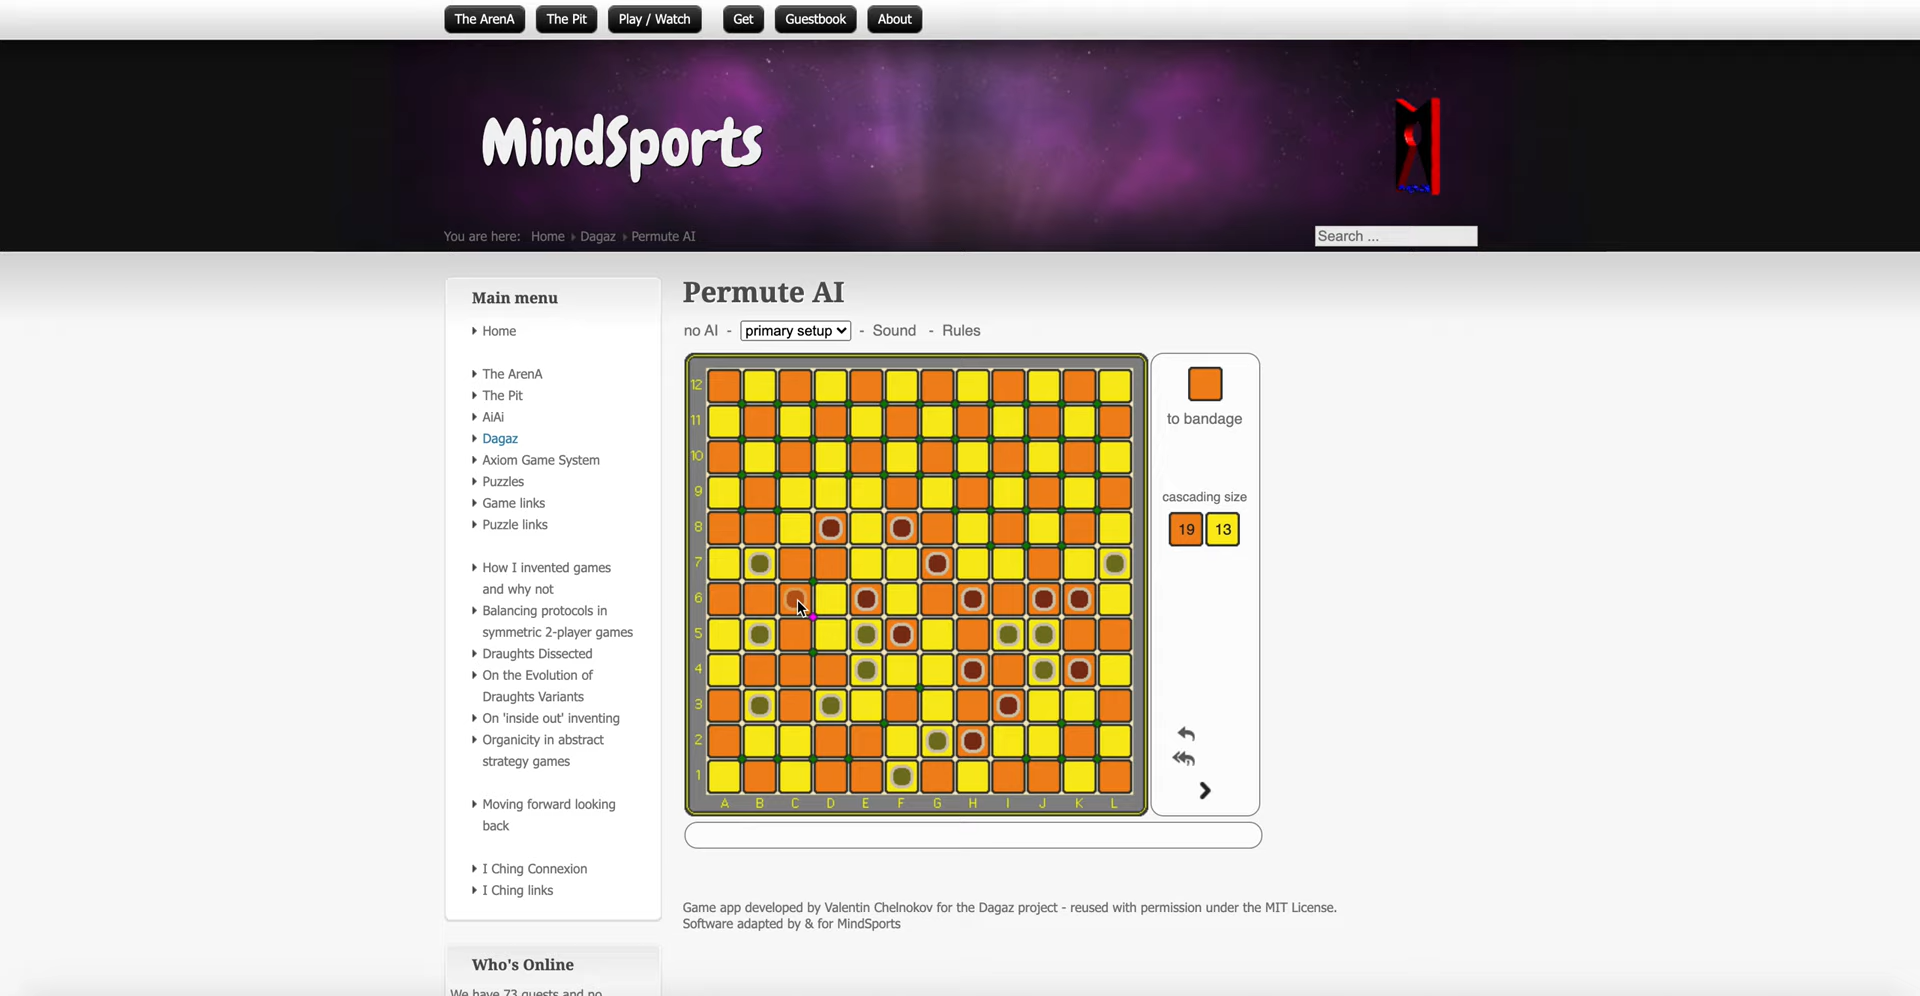 The ArenA The Pit Play / Watch Get Guestbook About
MindSports
You are here: Home Dagaz Permute AI
Search ...
Main menu
Home
The ArenA
The Pit
AiAi
Dagaz
Axiom Game System
Puzzles
Game links
Puzzle links
How I invented games
and why not
Balancing protocols in
symmetric 2-player games
Draughts Dissected
On the Evolution of
Draughts Variants
On 'inside out' inventing
Organicity in abstract
strategy games
Moving forward looking
back
I Ching Connexion
I Ching links
Who's Online
We have 73 guests and no
Permute AI
no AI - primary setup - Sound - Rules
12
11
10
9
8
7
6
5
4
3
2
1
A B C D E F G H I J K L
to bandage
cascading size
19 13
Game app developed by Valentin Chelnokov for the Dagaz project - reused with permission under the MIT License.
Software adapted by & for MindSports